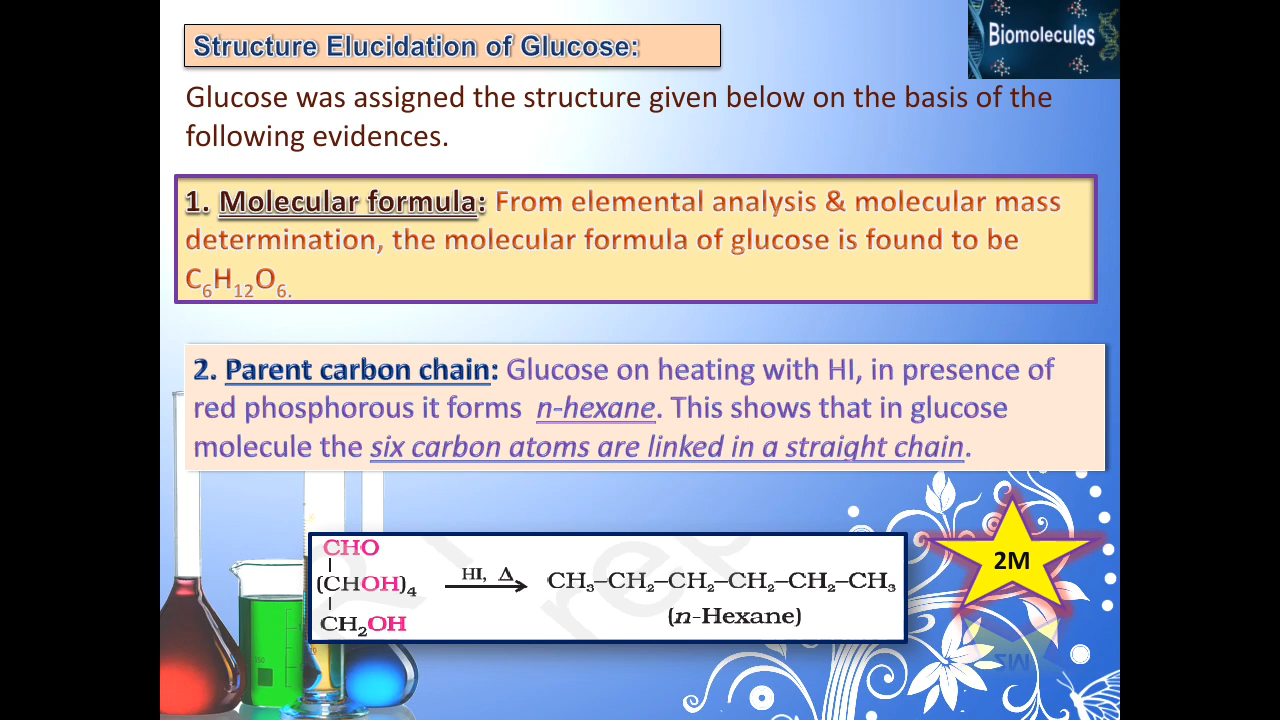 Structure Elucidation of Glucose:
Biomolecules
Glucose was assigned the structure given below on the basis of the
following evidences.
1. Molecular formula: From elemental analysis & molecular mass
determination, the molecular formula of glucose is found to be
C6H12O6.
2. Parent carbon chain: Glucose on heating with HI, in presence of
red phosphorous it forms n-hexane. This shows that in glucose
molecule the six carbon atoms are linked in a straight chain.
CHO
(CHOH)4
CH2OH
HI, Δ
CH3–CH2–CH2–CH2–CH2–CH3
(n-Hexane)
2M